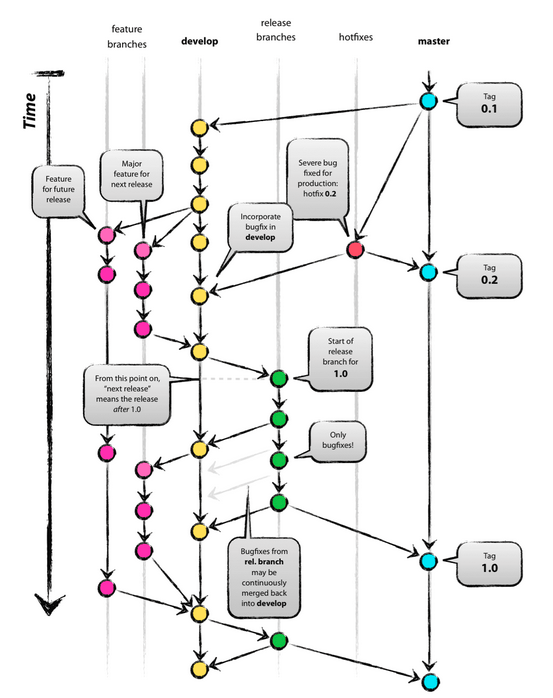 feature
branches
develop
release
branches
hotfixes
master
Time
Tag
0.1
Major
feature for
next release
Severe bug
fixed for
production:
hotfix 0.2
Feature
for future
release
Incorporate
bugfix in
develop
Tag
0.2
Start of
release
branch for
1.0
From this point on,
“next release”
means the release
after 1.0
Only
bugfixes!
Bugfixes from
rel. branch
may be
continuously
merged back
into develop
Tag
1.0